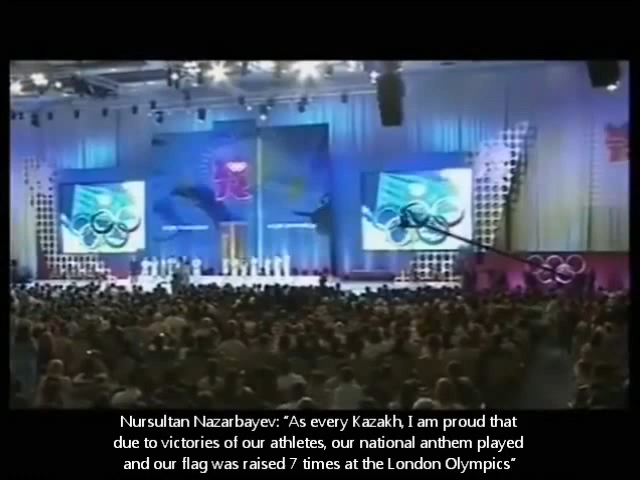 Nursultan Nazarbayev: “As every Kazakh, I am proud that
due to victories of our athletes, our national anthem played
and our flag was raised 7 times at the London Olympics”